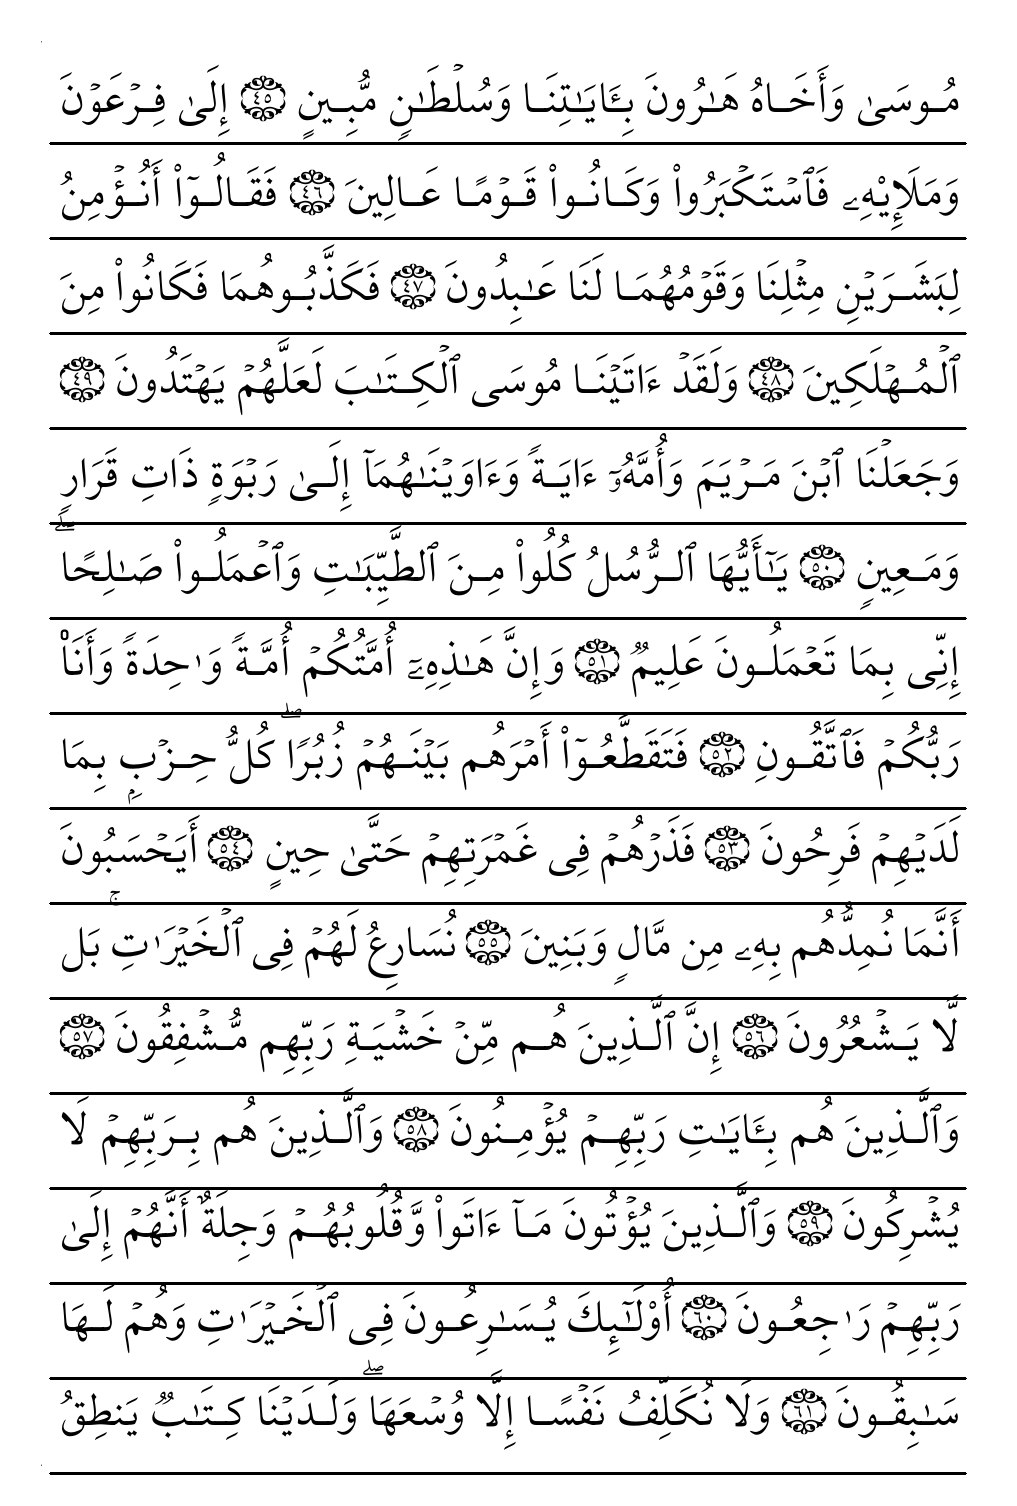 مُوسَىٰ وَأَخَاهُ هَٰرُونَ بِـَٔايَٰتِنَا وَسُلۡطَٰنٖ مُّبِينٍ ٤٥ إِلَىٰ فِرۡعَوۡنَ
وَمَلَإِيْهِۦ فَٱسۡتَكۡبَرُواْ وَكَانُواْ قَوۡمًا عَالِينَ ٤٦ فَقَالُوٓاْ أَنُؤۡمِنُ
لِبَشَرَيۡنِ مِثۡلِنَا وَقَوۡمُهُمَا لَنَا عَٰبِدُونَ ٤٧ فَكَذَّبُوهُمَا فَكَانُواْ مِنَ
ٱلۡمُهۡلَكِينَ ٤٨ وَلَقَدۡ ءَاتَيۡنَا مُوسَى ٱلۡكِتَٰبَ لَعَلَّهُمۡ يَهۡتَدُونَ ٤٩
وَجَعَلۡنَا ٱبۡنَ مَرۡيَمَ وَأُمَّهُۥٓ ءَايَةٗ وَءَاوَيۡنَٰهُمَآ إِلَىٰ رَبۡوَةٖ ذَاتِ قَرَارٖ
وَمَعِينٖ ٥٠ يَٰٓأَيُّهَا ٱلرُّسُلُ كُلُواْ مِنَ ٱلطَّيِّبَٰتِ وَٱعۡمَلُواْ صَٰلِحًاۖ
إِنِّي بِمَا تَعۡمَلُونَ عَلِيمٞ ٥١ وَإِنَّ هَٰذِهِۦٓ أُمَّتُكُمۡ أُمَّةٗ وَٰحِدَةٗ وَأَنَا۠
رَبُّكُمۡ فَٱتَّقُونِ ٥٢ فَتَقَطَّعُوٓاْ أَمۡرَهُم بَيۡنَهُمۡ زُبُرٗاۖ كُلُّ حِزۡبِۭ بِمَا
لَدَيۡهِمۡ فَرِحُونَ ٥٣ فَذَرۡهُمۡ فِي غَمۡرَتِهِمۡ حَتَّىٰ حِينٍ ٥٤ أَيَحۡسَبُونَ
أَنَّمَا نُمِدُّهُم بِهِۦ مِن مَّالٖ وَبَنِينَ ٥٥ نُسَارِعُ لَهُمۡ فِي ٱلۡخَيۡرَٰتِۚ بَل
لَّا يَشۡعُرُونَ ٥٦ إِنَّ ٱلَّذِينَ هُم مِّنۡ خَشۡيَةِ رَبِّهِم مُّشۡفِقُونَ ٥٧
وَٱلَّذِينَ هُم بِـَٔايَٰتِ رَبِّهِمۡ يُؤۡمِنُونَ ٥٨ وَٱلَّذِينَ هُم بِرَبِّهِمۡ لَا
يُشۡرِكُونَ ٥٩ وَٱلَّذِينَ يُؤۡتُونَ مَآ ءَاتَواْ وَّقُلُوبُهُمۡ وَجِلَةٌ أَنَّهُمۡ إِلَىٰ
رَبِّهِمۡ رَٰجِعُونَ ٦٠ أُوْلَٰٓئِكَ يُسَٰرِعُونَ فِي ٱلۡخَيۡرَٰتِ وَهُمۡ لَهَا
سَٰبِقُونَ ٦١ وَلَا نُكَلِّفُ نَفۡسًا إِلَّا وُسۡعَهَاۖ وَلَدَيۡنَا كِتَٰبٞ يَنطِقُ